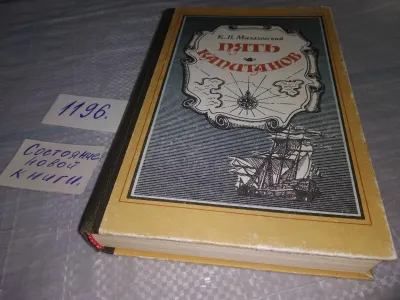 К. В. Малаховский
ПЯТЬ
КАПИТАНОВ
1196.
Состояние
новой
книги.